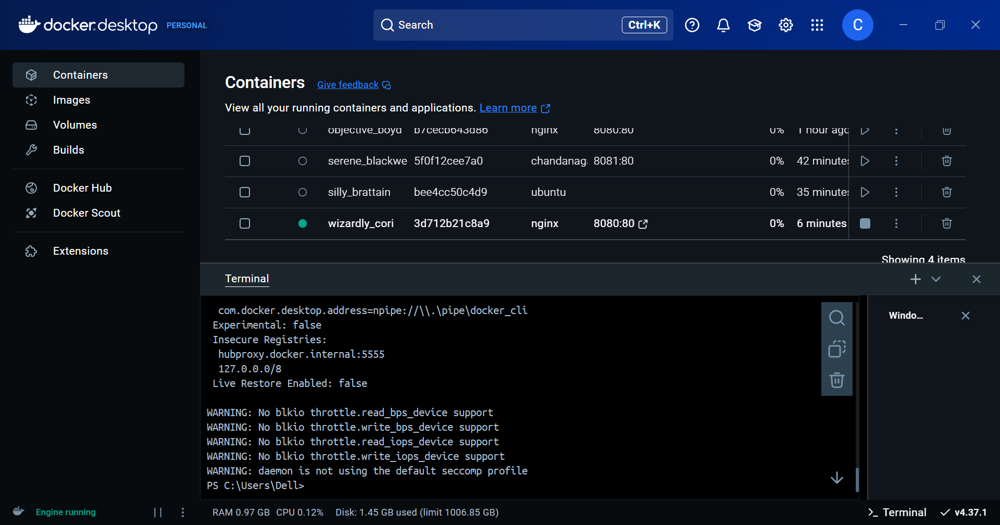 docker desktop PERSONAL
Search Ctrl+K
C
Containers
Images
Volumes
Builds
Docker Hub
Docker Scout
Extensions
Containers Give feedback
View all your running containers and applications. Learn more
objective_boyd b7cecb643d86 nginx 8080:80 0% 1 hour ago
serene_blackwe 5f0f12cee7a0 chandanag 8081:80 0% 42 minutes
silly_brattain bee4cc50c4d9 ubuntu 0% 35 minutes
wizardly_cori 3d712b21c8a9 nginx 8080:80 0% 6 minutes
Showing 4 items
Terminal
com.docker.desktop.address=npipe://\\.\pipe\docker_cli
Experimental: false
Insecure Registries:
hubproxy.docker.internal:5555
127.0.0.0/8
Live Restore Enabled: false
WARNING: No blkio throttle.read_bps_device support
WARNING: No blkio throttle.write_bps_device support
WARNING: No blkio throttle.read_iops_device support
WARNING: No blkio throttle.write_iops_device support
WARNING: daemon is not using the default seccomp profile
PS C:\Users\Dell>
Windo...
Engine running
RAM 0.97 GB CPU 0.12% Disk: 1.45 GB used (limit 1006.85 GB)
>_ Terminal
v4.37.1